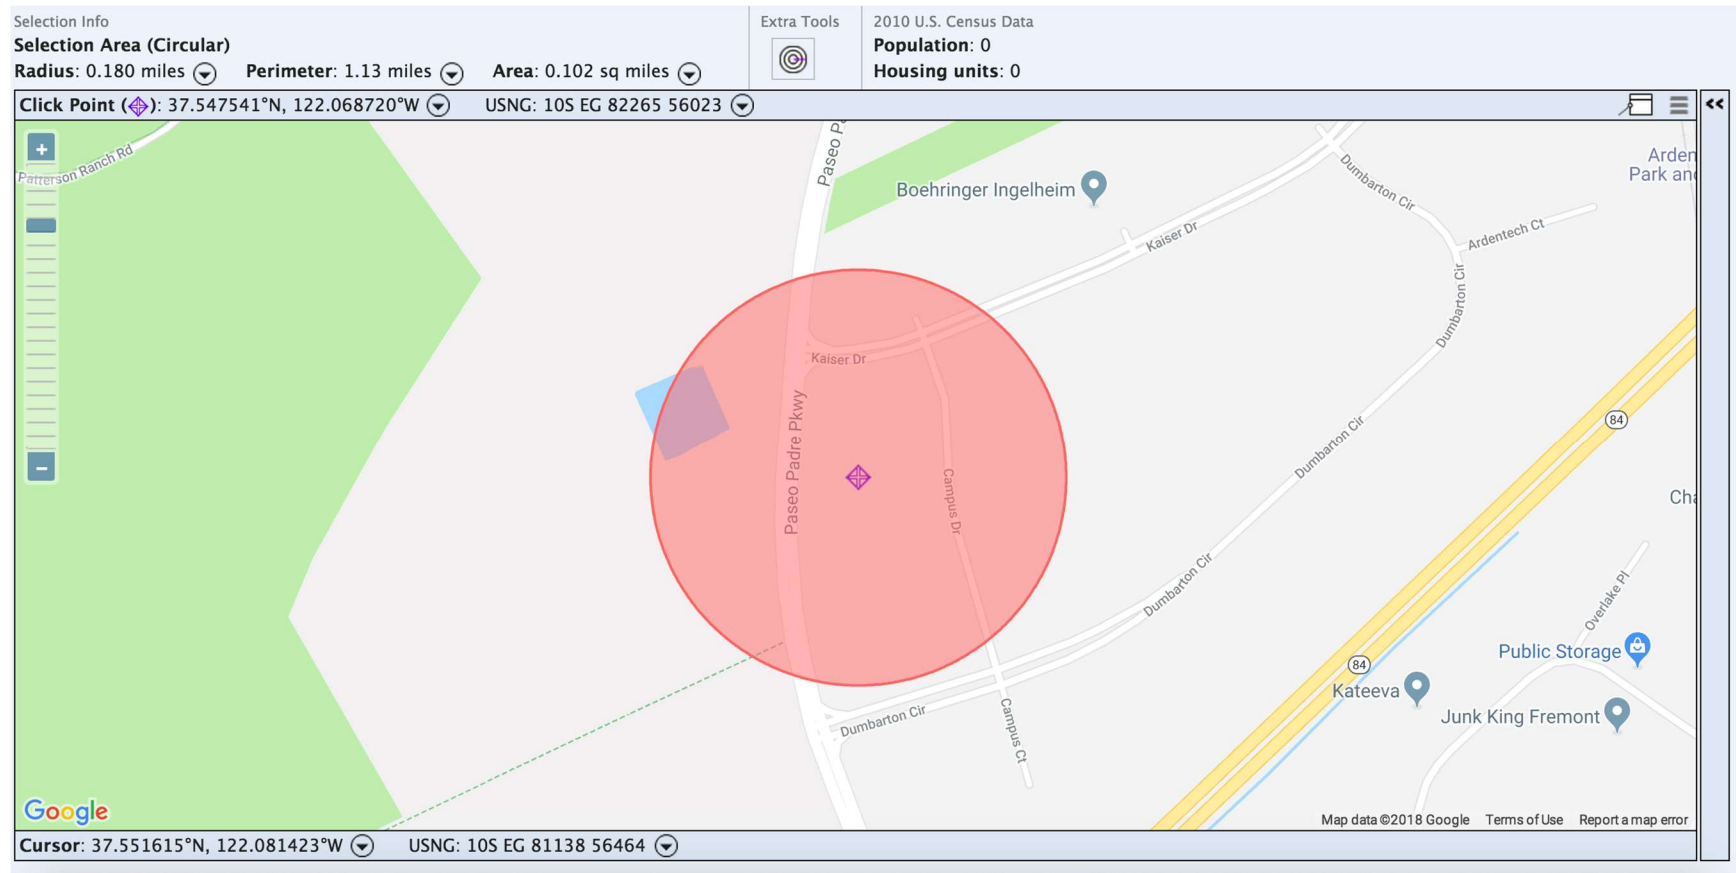 Selection Info
Selection Area (Circular)
Radius: 0.180 miles Perimeter: 1.13 miles Area: 0.102 sq miles
Extra Tools
2010 U.S. Census Data
Population: 0
Housing units: 0
Click Point ( ): 37.547541°N, 122.068720°W USNG: 10S EG 82265 56023
<<
+
−
Patterson Ranch Rd
Paseo Pa
Boehringer Ingelheim
Kaiser Dr
Dumbarton Cir
Ardentech Ct
Arden
Park and
Dumbarton Cir
Kaiser Dr
Paseo Padre Pkwy
Campus Dr
Dumbarton Cir
84
Cha
Dumbarton Cir
Overlake Pl
Public Storage
84
Kateeva
Junk King Fremont
Dumbarton Cir
Campus Ct
Google
Map data ©2018 Google Terms of Use Report a map error
Cursor: 37.551615°N, 122.081423°W USNG: 10S EG 81138 56464